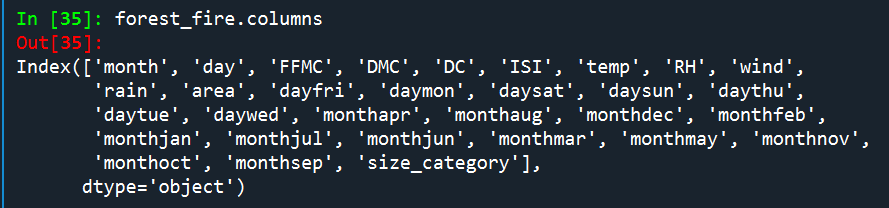 In [35]: forest_fire.columns
Out[35]:
Index(['month', 'day', 'FFMC', 'DMC', 'DC', 'ISI', 'temp', 'RH', 'wind',
'rain', 'area', 'dayfri', 'daymon', 'daysat', 'daysun', 'daythu',
'daytue', 'daywed', 'monthapr', 'monthaug', 'monthdec', 'monthfeb',
'monthjan', 'monthjul', 'monthjun', 'monthmar', 'monthmay', 'monthnov',
'monthoct', 'monthsep', 'size_category'],
dtype='object')